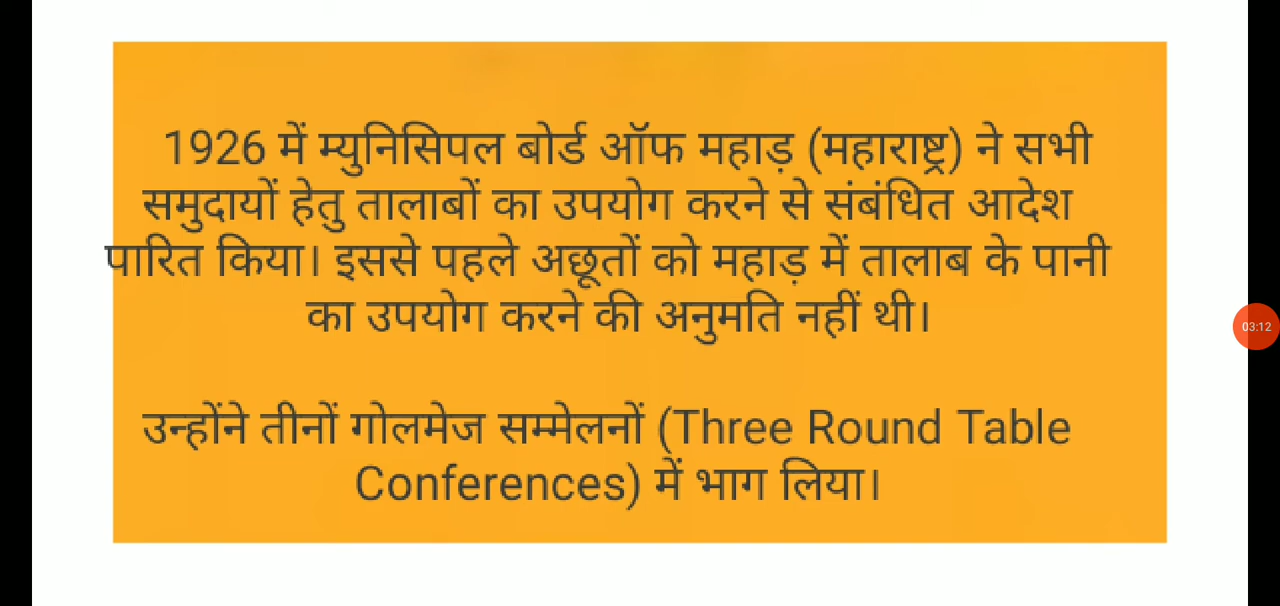 1926 में म्युनिसिपल बोर्ड ऑफ महाड़ (महाराष्ट्र) ने सभी
समुदायों हेतु तालाबों का उपयोग करने से संबंधित आदेश
पारित किया। इससे पहले अछूतों को महाड़ में तालाब के पानी
का उपयोग करने की अनुमति नहीं थी।
उन्होंने तीनों गोलमेज सम्मेलनों (Three Round Table
Conferences) में भाग लिया।
03:12